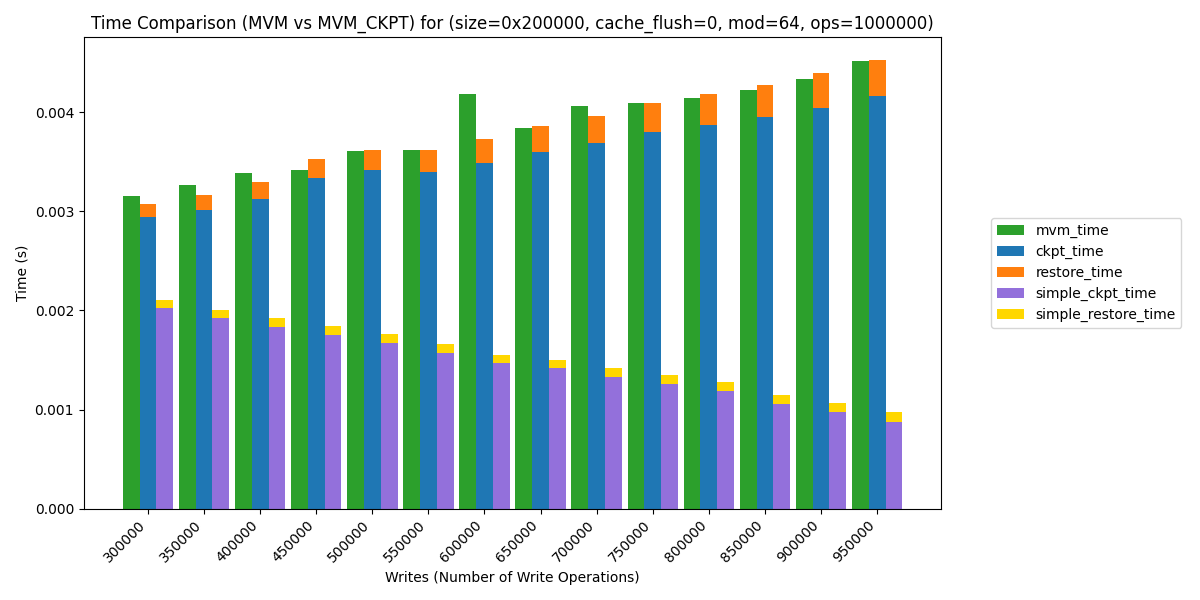 Time Comparison (MVM vs MVM_CKPT) for (size=0x200000, cache_flush=0, mod=64, ops=1000000)
Time (s)
0.004
0.003
0.002
0.001
0.000
300000
350000
400000
450000
500000
550000
600000
650000
700000
750000
800000
850000
900000
950000
Writes (Number of Write Operations)
mvm_time
ckpt_time
restore_time
simple_ckpt_time
simple_restore_time